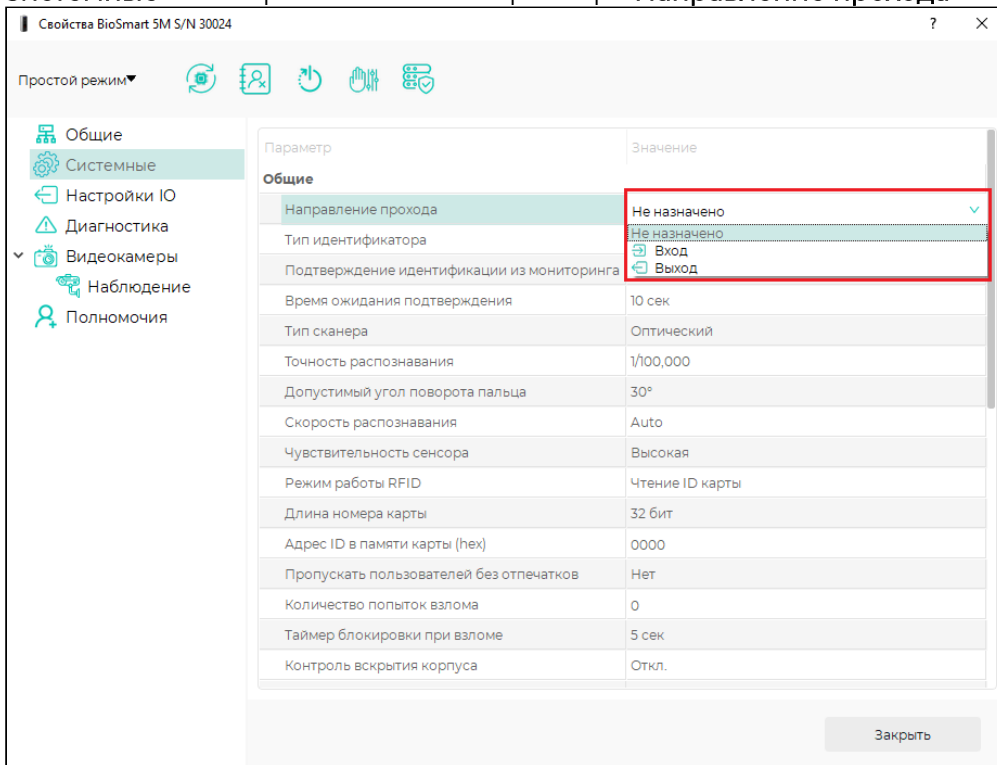 Свойства BioSmart 5M S/N 30024 ? ×
Простой режим▾
Общие
Системные
Настройки IO
Диагностика
Видеокамеры
Наблюдение
Полномочия
Параметр Значение
Общие
Направление прохода Не назначено
Не назначено
Вход
Выход
Тип идентификатора
Подтверждение идентификации из мониторинга
Время ожидания подтверждения 10 сек
Тип сканера Оптический
Точность распознавания 1/100,000
Допустимый угол поворота пальца 30°
Скорость распознавания Auto
Чувствительность сенсора Высокая
Режим работы RFID Чтение ID карты
Длина номера карты 32 бит
Адрес ID в памяти карты (hex) 0000
Пропускать пользователей без отпечатков Нет
Количество попыток взлома 0
Таймер блокировки при взломе 5 сек
Контроль вскрытия корпуса Откл.
Закрыть